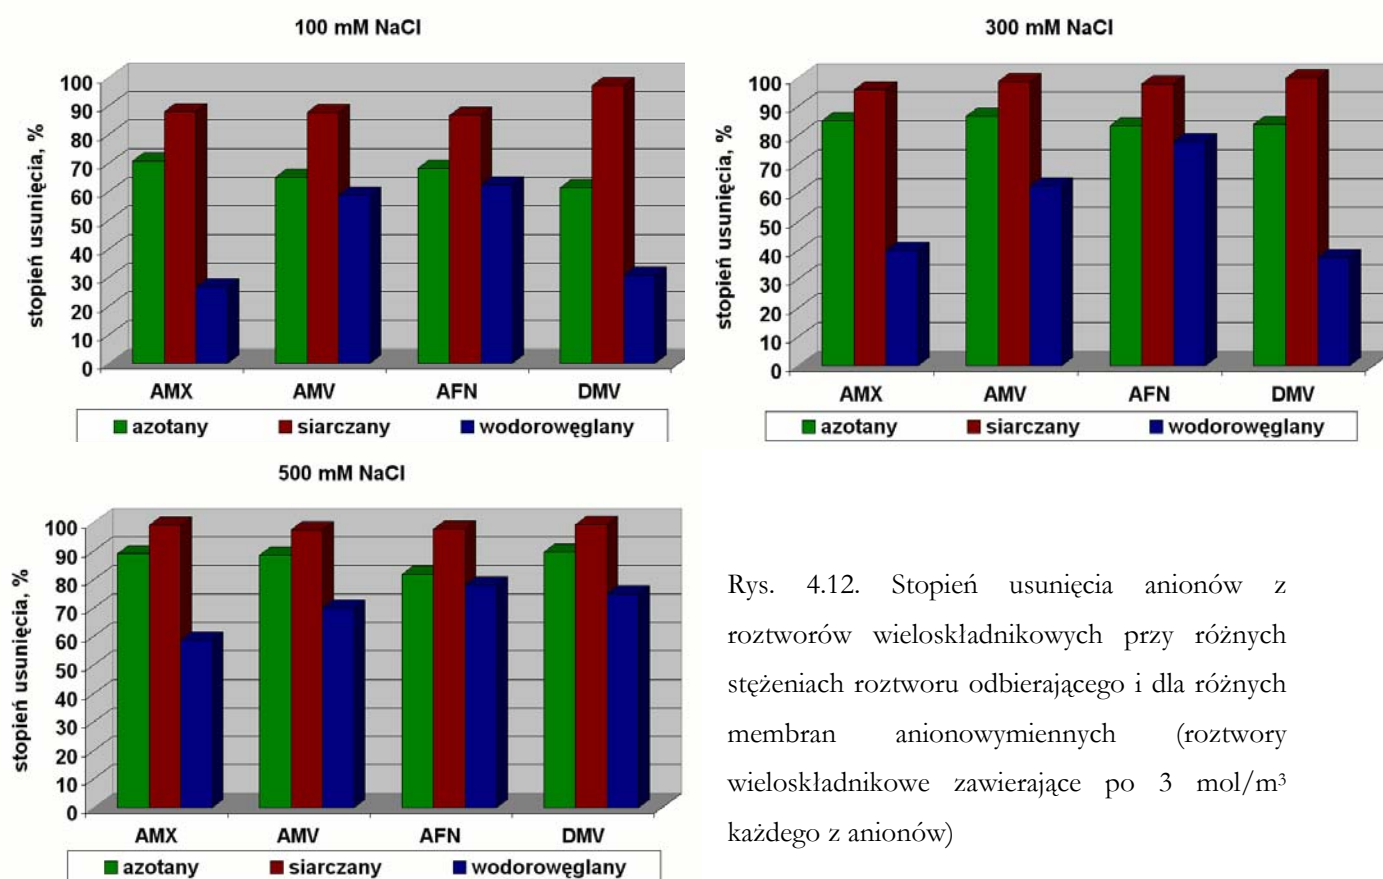 100 mM NaCl
stopień usunięcia, %
100
90
80
70
60
50
40
30
20
10
0
AMX AMV AFN DMV
azotany siarczany wodorowęglany
300 mM NaCl
stopień usunięcia, %
100
90
80
70
60
50
40
30
20
10
0
AMX AMV AFN DMV
azotany siarczany wodorowęglany
500 mM NaCl
stopień usunięcia, %
100
90
80
70
60
50
40
30
20
10
0
AMX AMV AFN DMV
azotany siarczany wodorowęglany
Rys. 4.12. Stopień usunięcia anionów z
roztworów wieloskładnikowych przy różnych
stężeniach roztworu odbierającego i dla różnych
membran anionowymiennych (roztwory
wieloskładnikowe zawierające po 3 mol/m³
każdego z anionów)